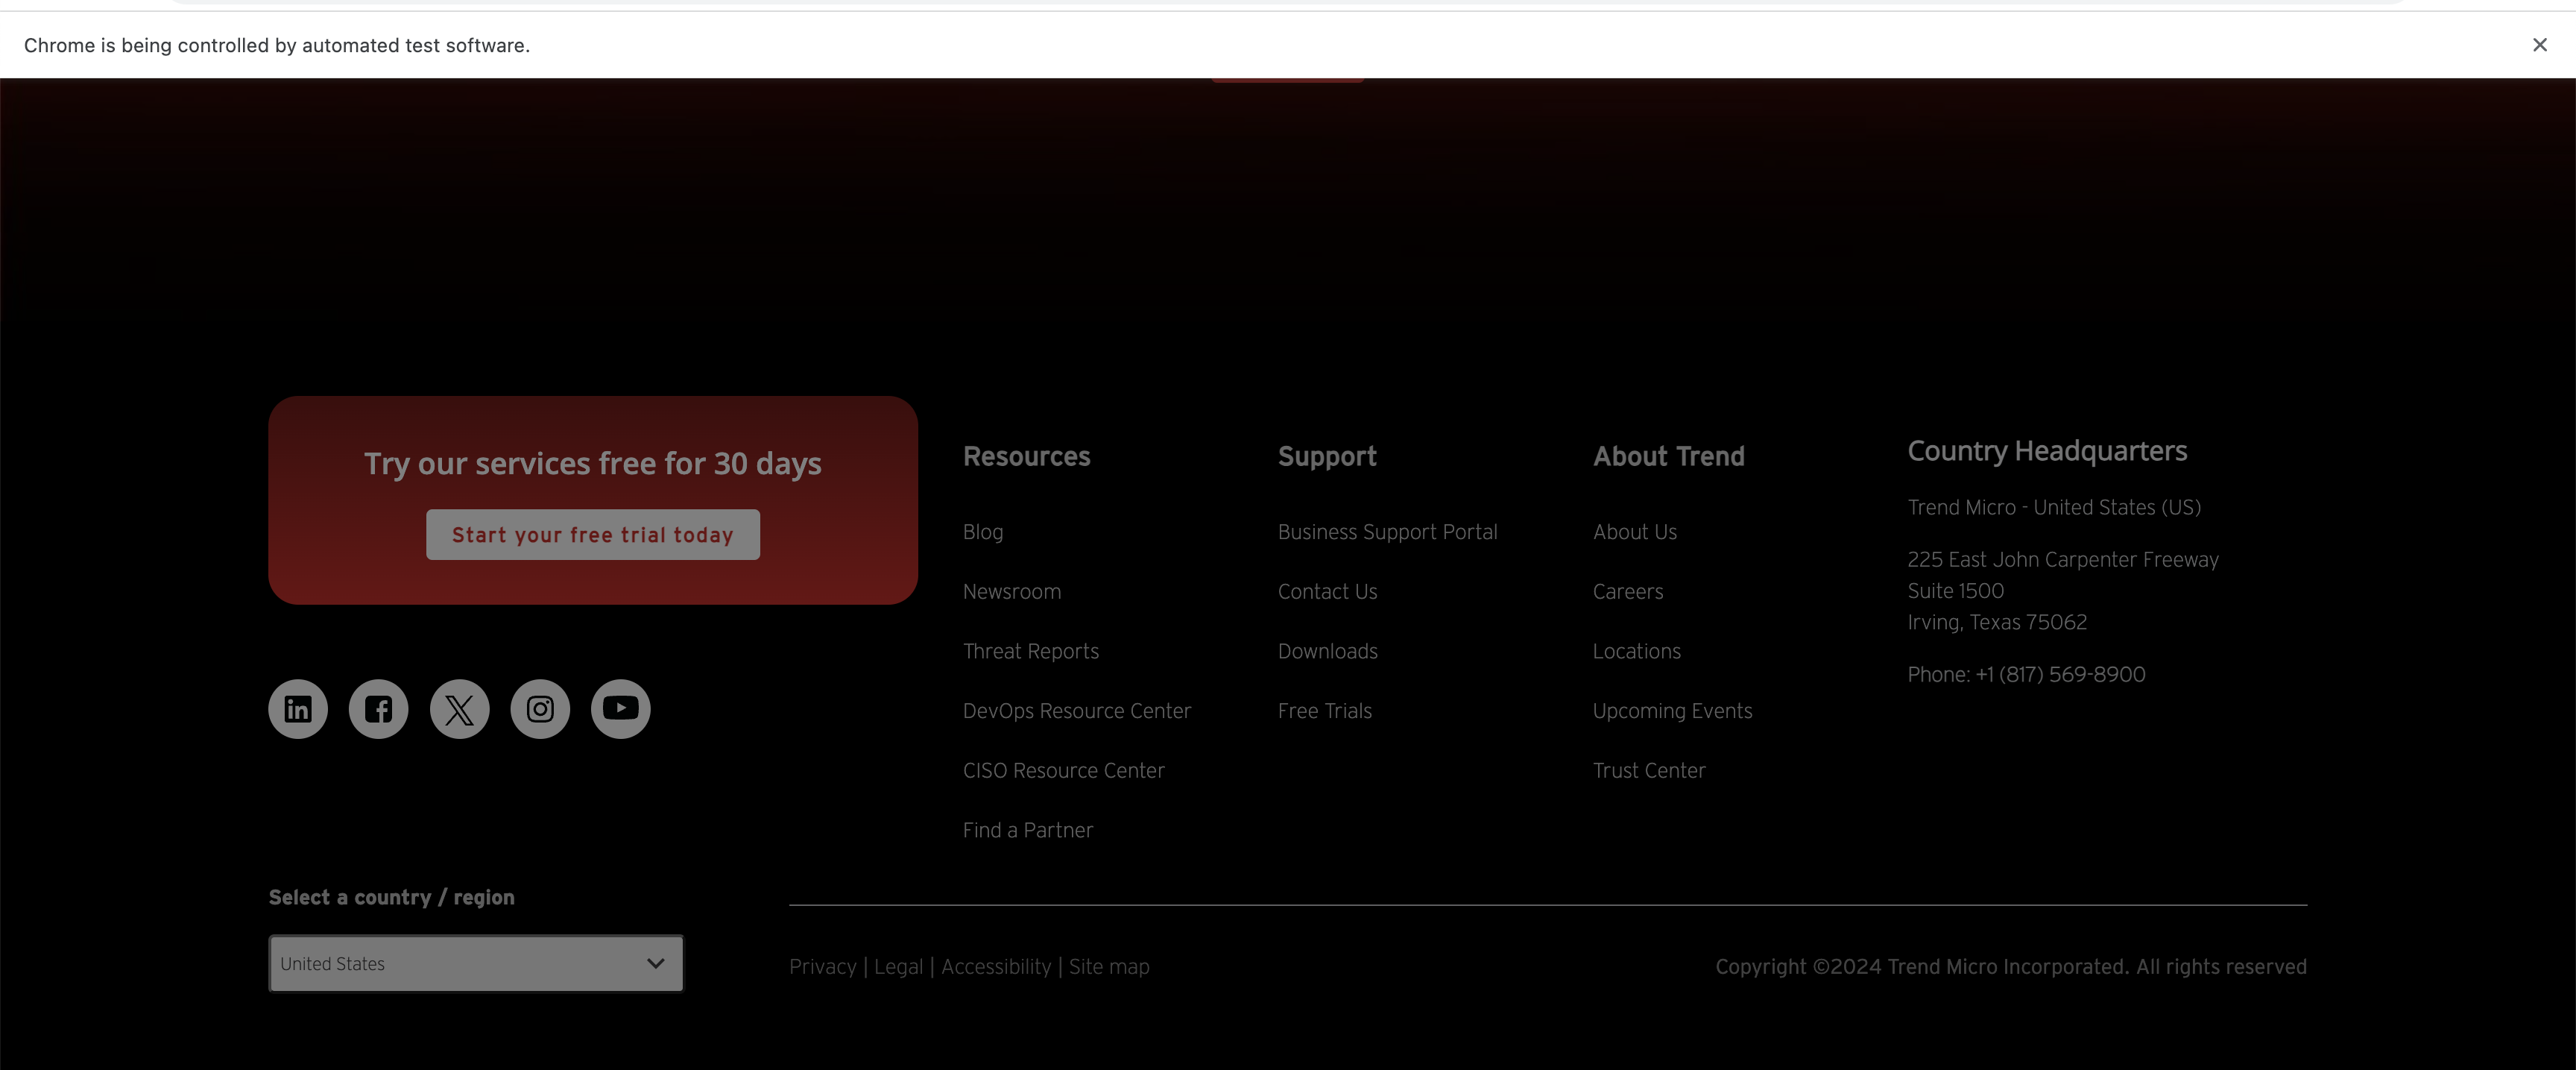 Chrome is being controlled by automated test software.
Try our services free for 30 days
Start your free trial today
Resources
Blog
Newsroom
Threat Reports
DevOps Resource Center
CISO Resource Center
Find a Partner
Support
Business Support Portal
Contact Us
Downloads
Free Trials
About Trend
About Us
Careers
Locations
Upcoming Events
Trust Center
Country Headquarters
Trend Micro - United States (US)
225 East John Carpenter Freeway
Suite 1500
Irving, Texas 75062
Phone: +1 (817) 569-8900
Select a country / region
United States
Privacy | Legal | Accessibility | Site map
Copyright ©2024 Trend Micro Incorporated. All rights reserved